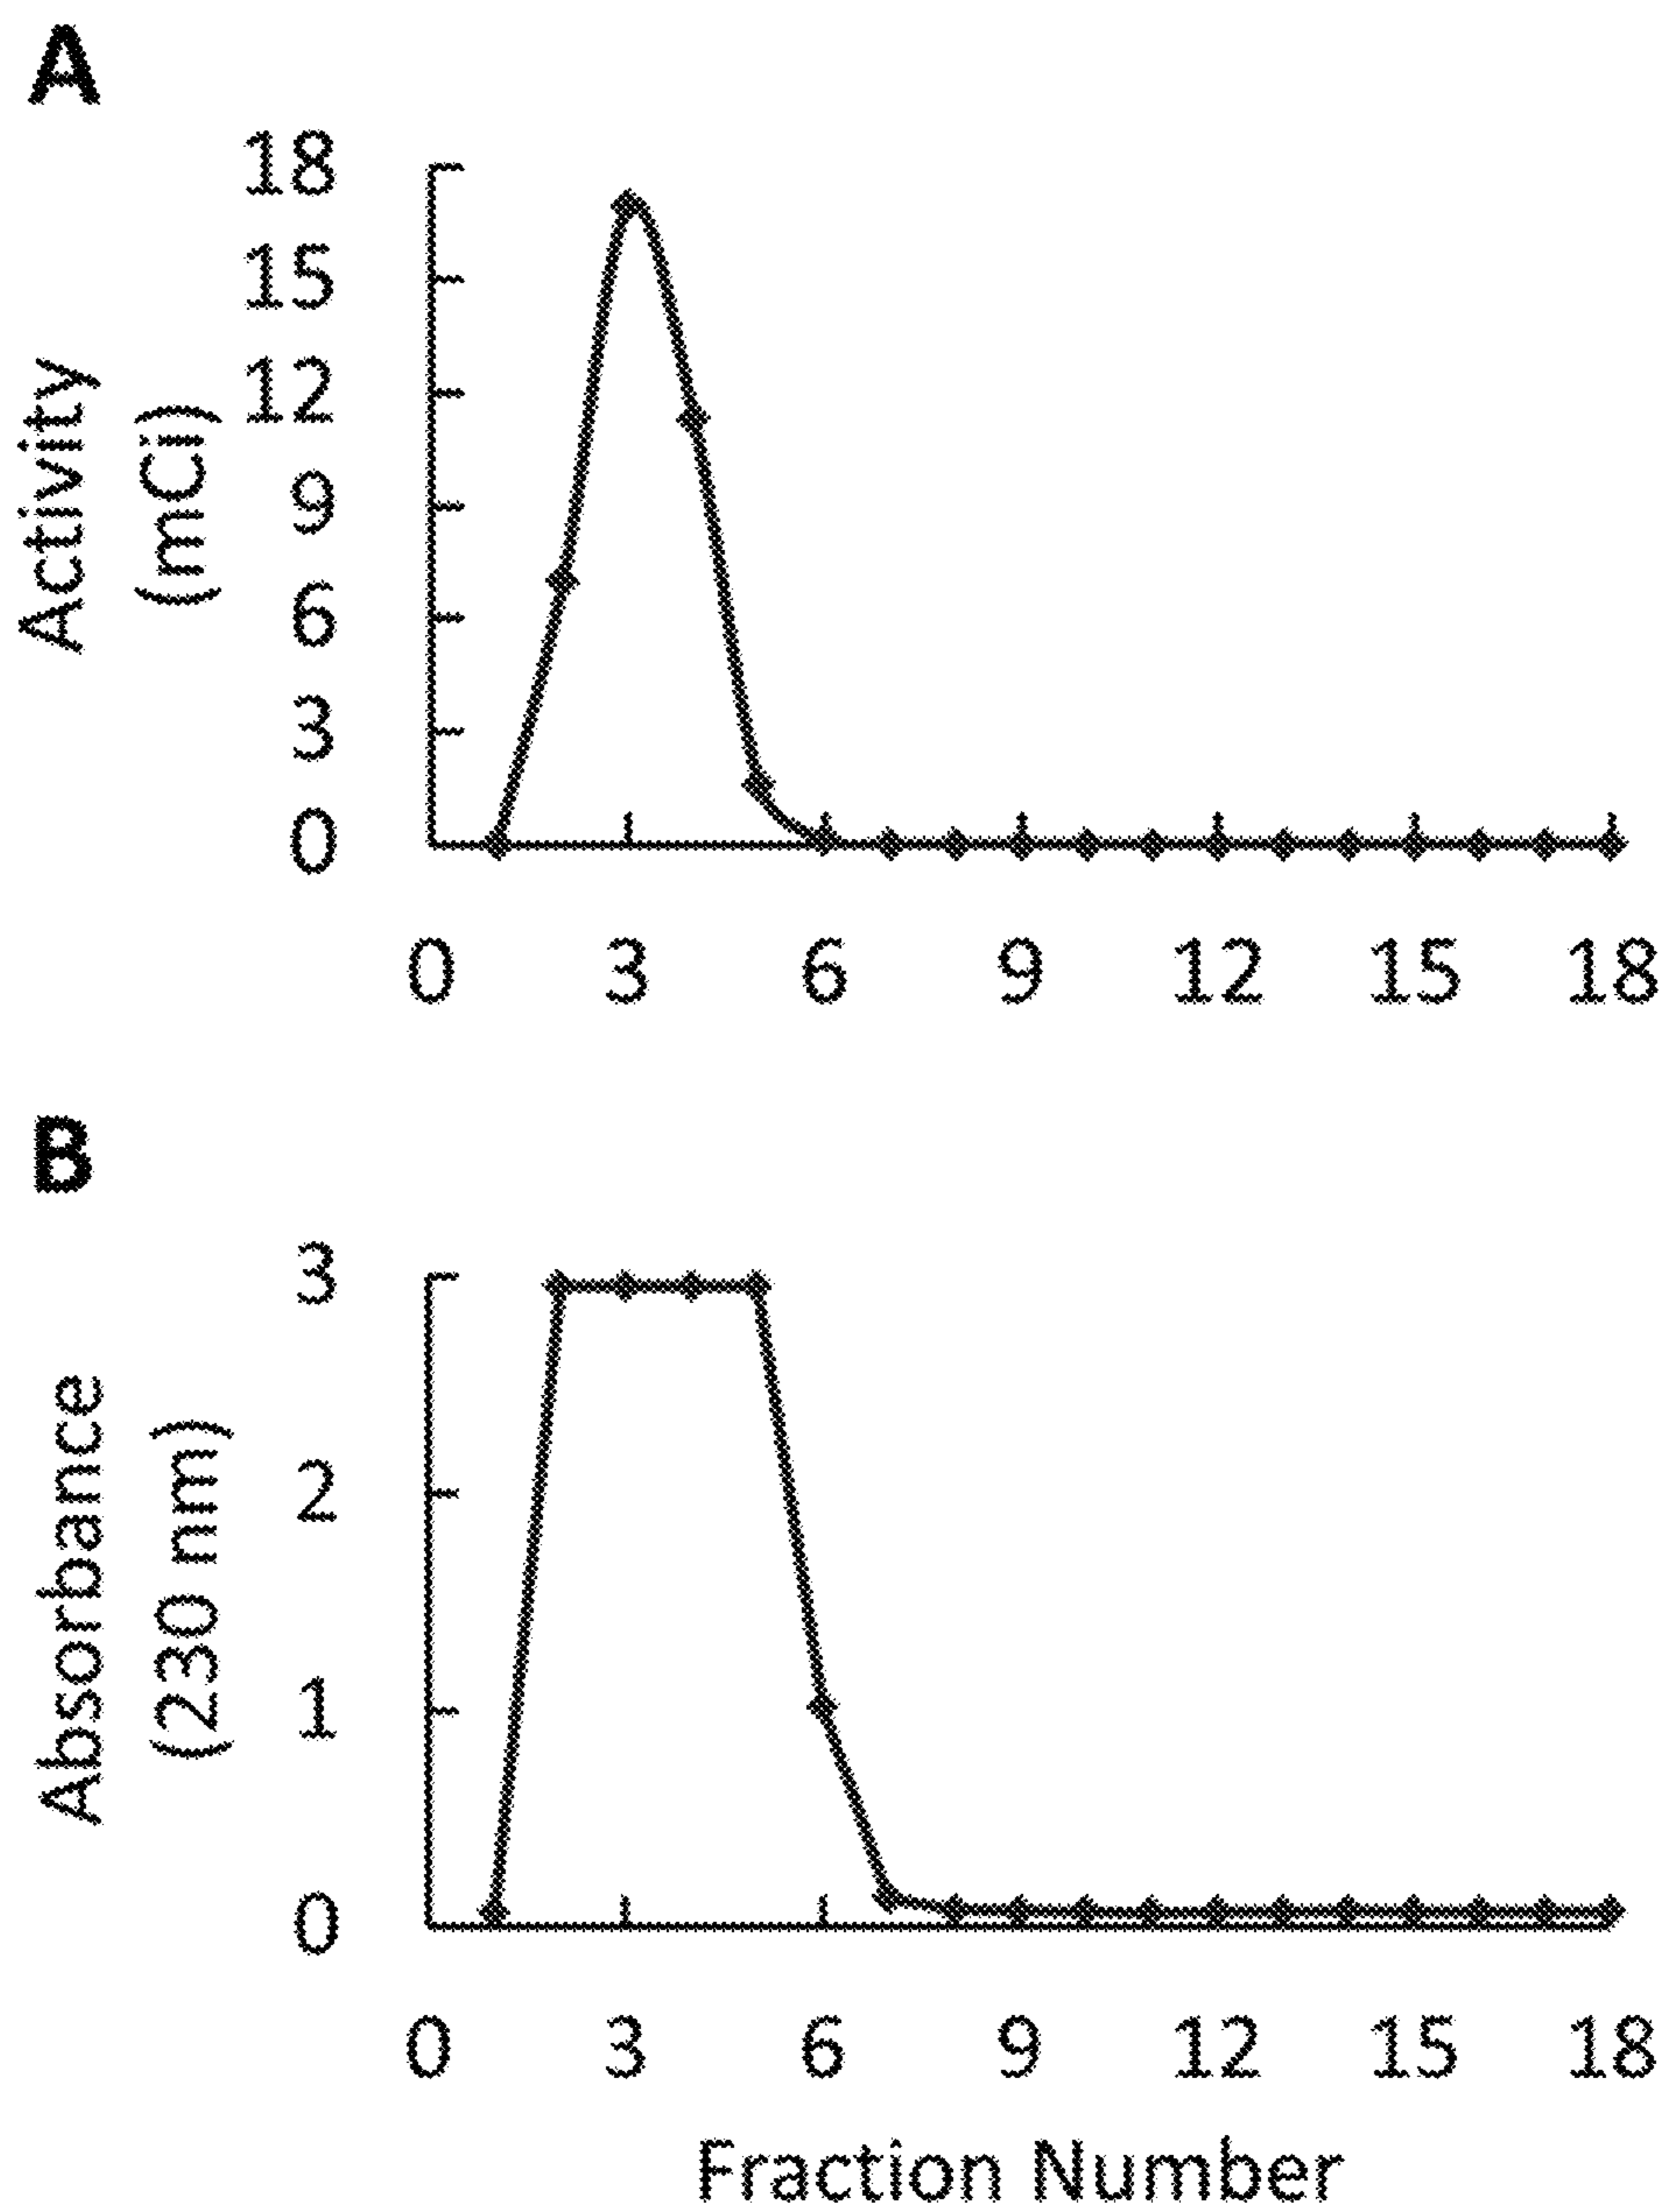 A
18
15
12
9
6
3
0
Activity
(mCi)
0 3 6 9 12 15 18
B
3
2
1
0
Absorbance
(230 nm)
0 3 6 9 12 15 18
Fraction Number